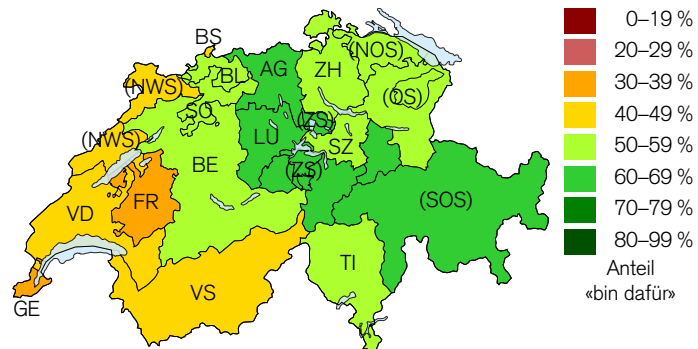 BS
(NWS)
BL
AG
ZH
(NOS)
SO
(OS)
(NWS)
LU
(ZS)
SZ
BE
(ZS)
(SOS)
VD
FR
TI
VS
GE
0–19 %
20–29 %
30–39 %
40–49 %
50–59 %
60–69 %
70–79 %
80–99 %
Anteil
«bin dafür»